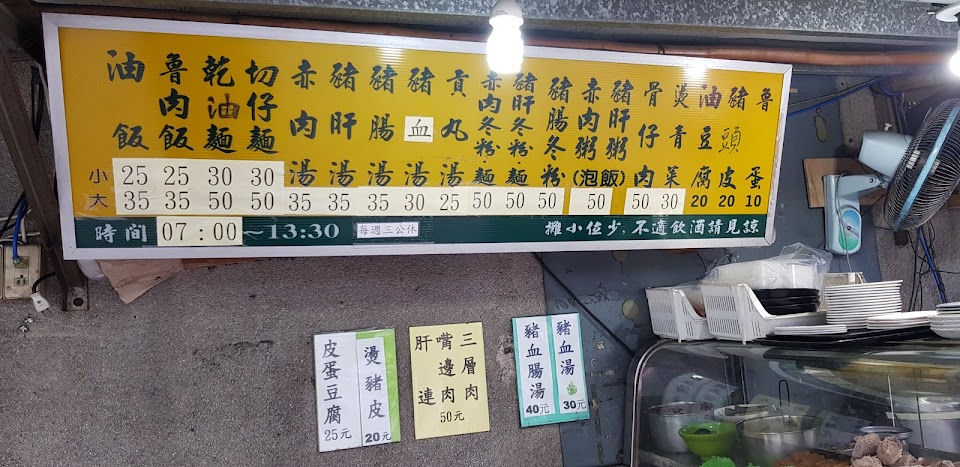 油飯
魯肉飯
乾油麵
切仔麵
赤肉湯
豬肝湯
豬腸湯
豬血湯
貢丸湯
赤肉冬粉麵
豬肝冬粉麵
豬腸冬粉
赤肉粥
豬肝粥
(泡飯)
骨仔肉
燙青菜
油豆腐
豬頭皮
魯蛋
小 25 25 30 30
大 35 35 50 50 35 35 35 30 25 50 50 50 50 50 30 20 20 10
時間 07:00~13:30 每週三公休 攤小位少,不適飲酒請見諒
皮蛋豆腐
25元
燙豬皮
20元
肝連
嘴邊肉
三層肉
50元
豬血腸湯
40元
豬血湯
30元